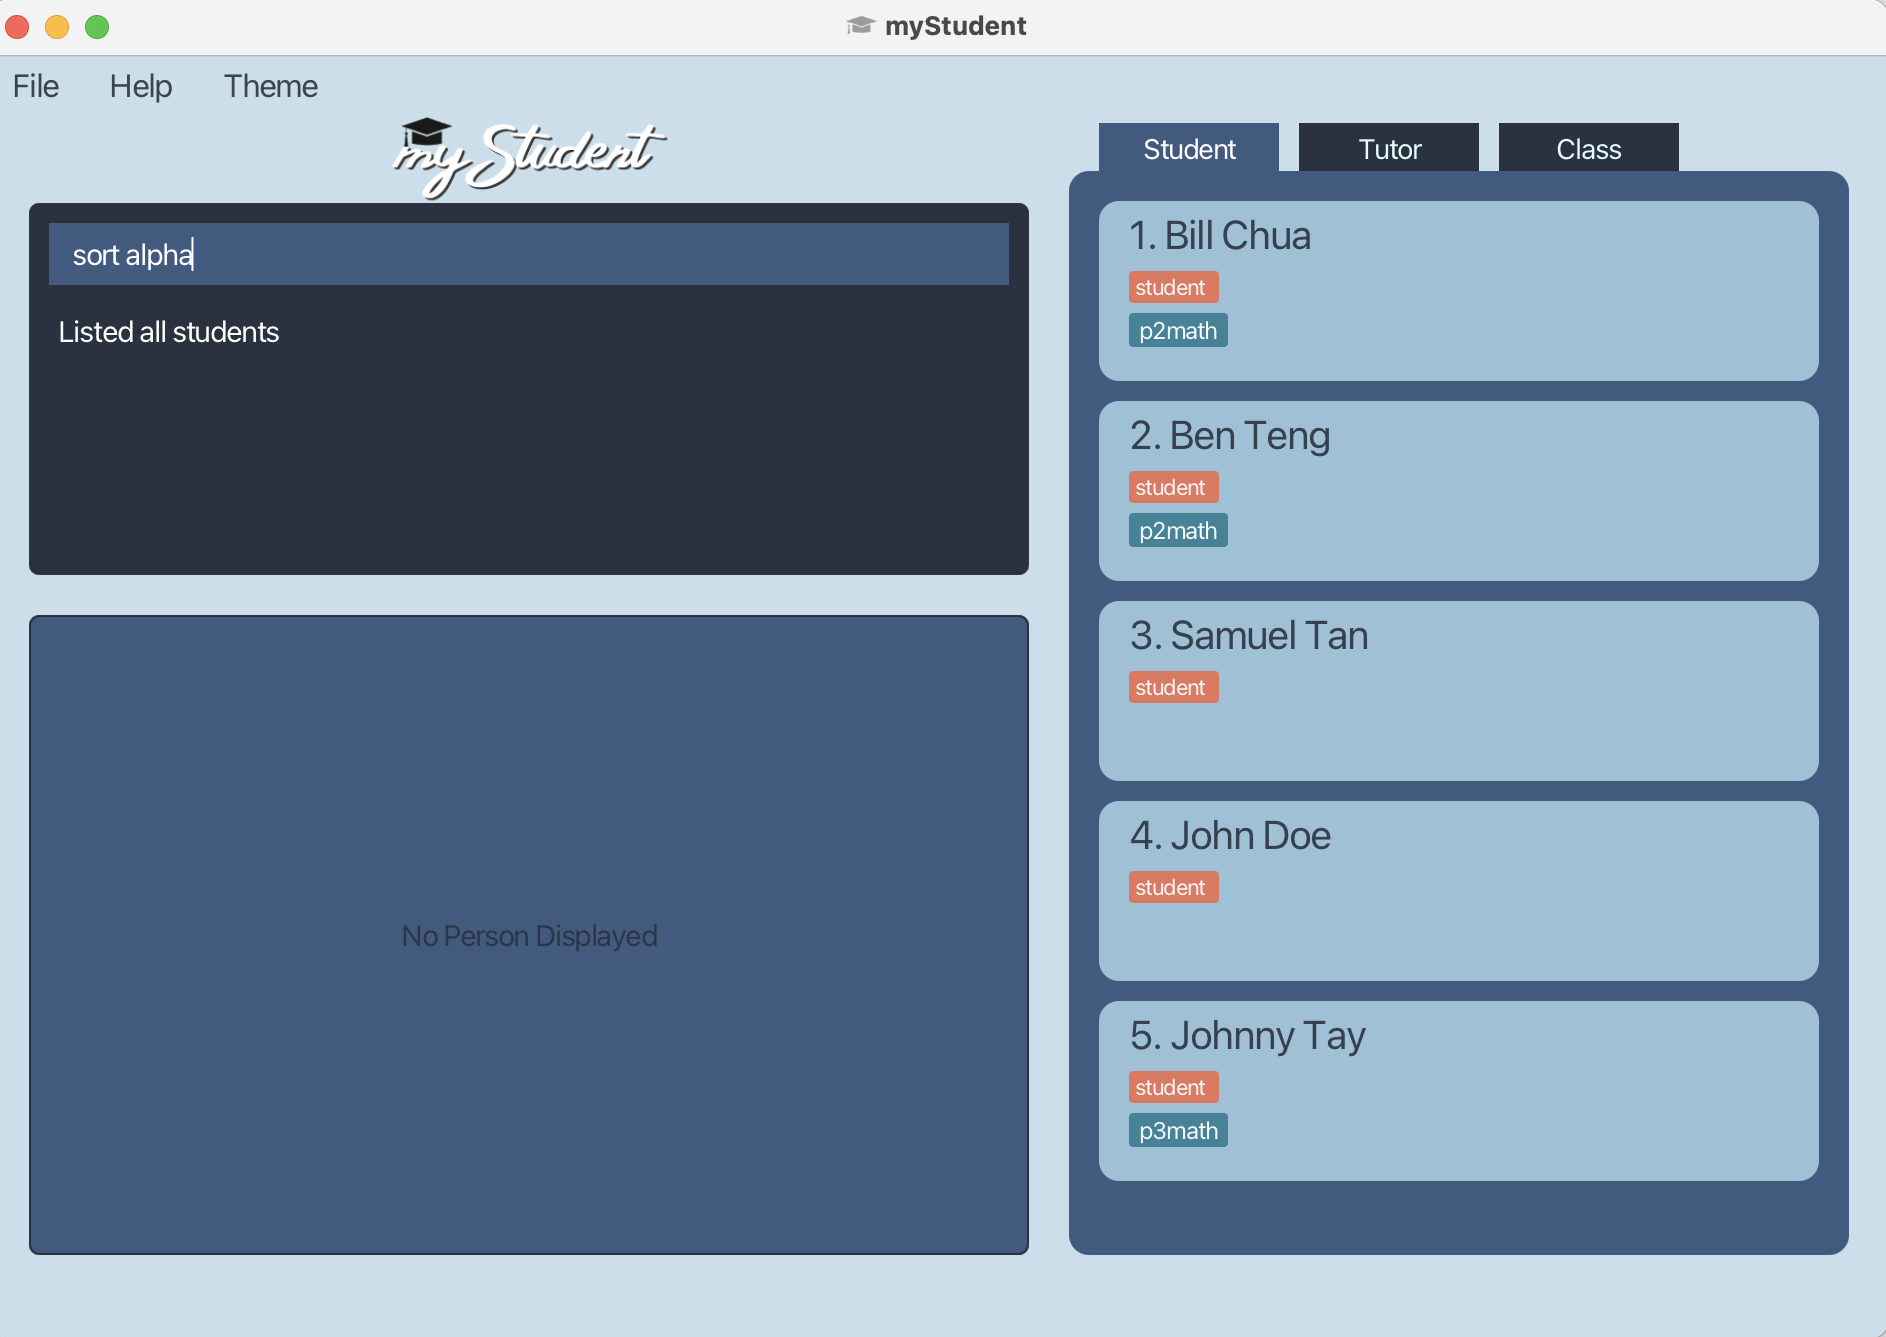 myStudent
File Help Theme
myStudent
sort alpha
Listed all students
No Person Displayed
Student Tutor Class
1. Bill Chua
student
p2math
2. Ben Teng
student
p2math
3. Samuel Tan
student
4. John Doe
student
5. Johnny Tay
student
p3math